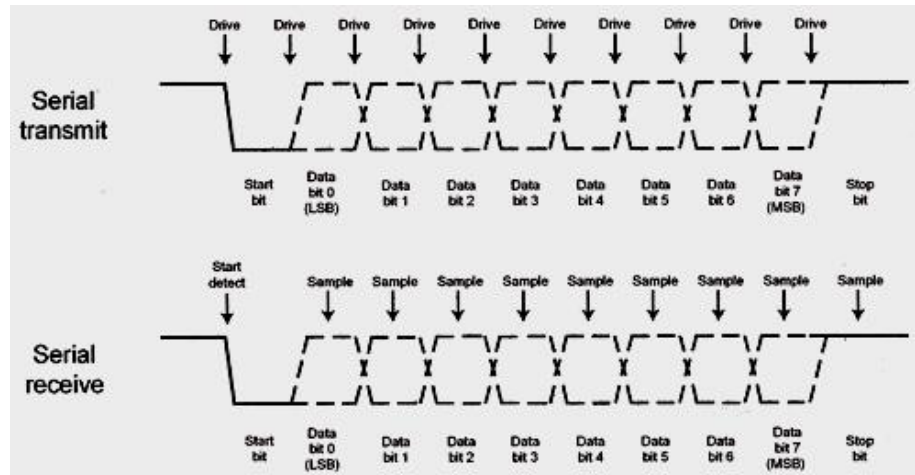 Drive Drive Drive Drive Drive Drive Drive Drive Drive Drive
Serial
transmit
Start
bit
Data
bit 0
(LSB)
Data
bit 1
Data
bit 2
Data
bit 3
Data
bit 4
Data
bit 5
Data
bit 6
Data
bit 7
(MSB)
Stop
bit
Start
detect
Sample Sample Sample Sample Sample Sample Sample Sample Sample
Serial
receive
Start
bit
Data
bit 0
(LSB)
Data
bit 1
Data
bit 2
Data
bit 3
Data
bit 4
Data
bit 5
Data
bit 6
Data
bit 7
(MSB)
Stop
bit